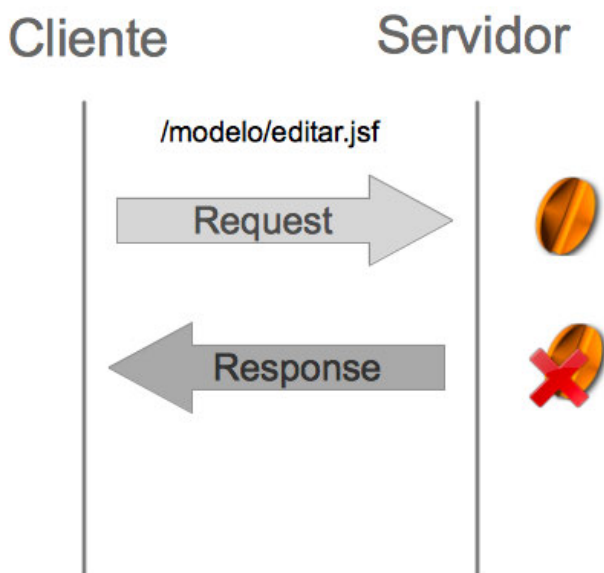 Cliente
Servidor
/modelo/editar.jsf
Request
Response